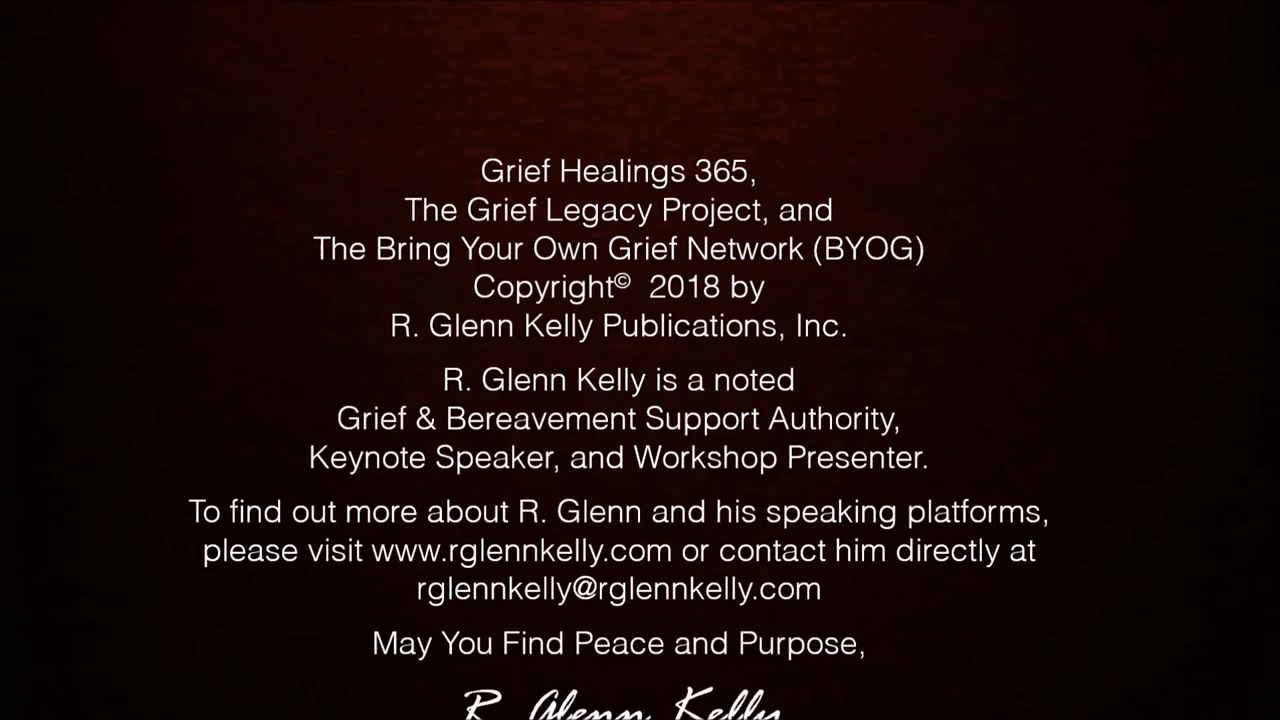 Grief Healings 365,
The Grief Legacy Project, and
The Bring Your Own Grief Network (BYOG)
Copyright© 2018 by
R. Glenn Kelly Publications, Inc.
R. Glenn Kelly is a noted
Grief & Bereavement Support Authority,
Keynote Speaker, and Workshop Presenter.
To find out more about R. Glenn and his speaking platforms,
please visit www.rglennkelly.com or contact him directly at
rglennkelly@rglennkelly.com
May You Find Peace and Purpose,
R. Glenn Kelly